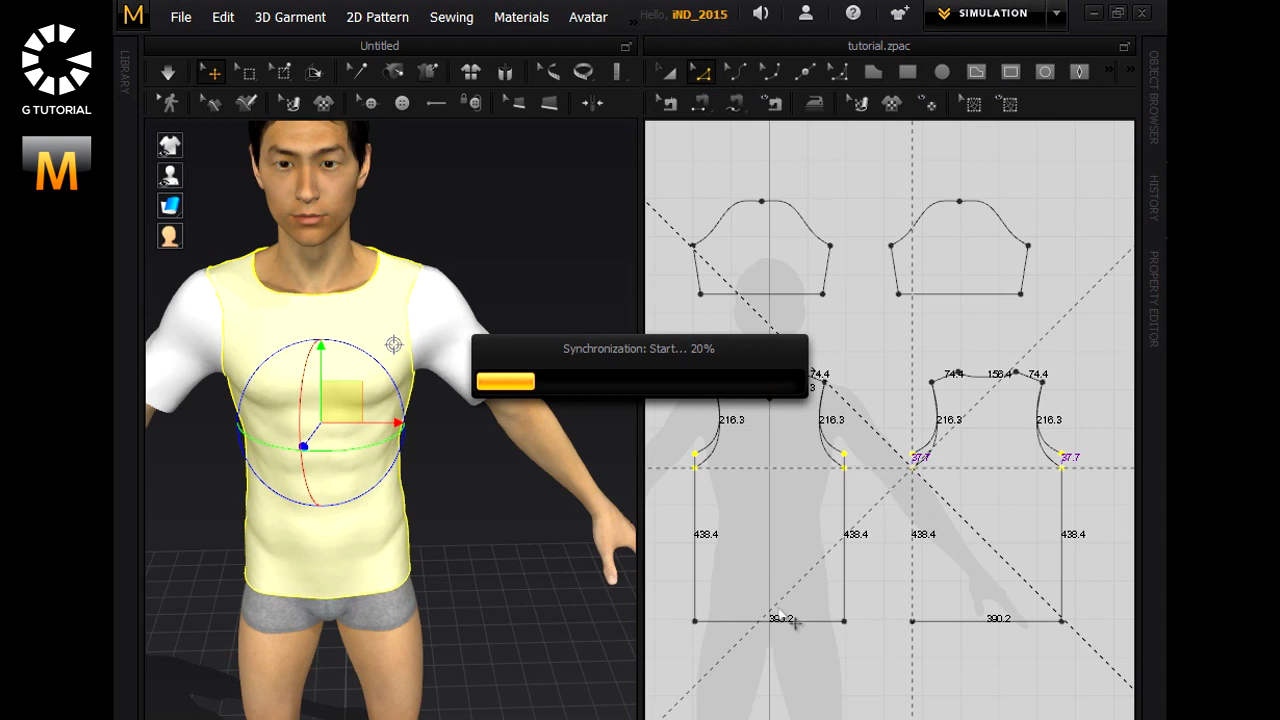 G TUTORIAL
M
M
File Edit 3D Garment 2D Pattern Sewing Materials Avatar
Hello, iND_2015
SIMULATION
Untitled
tutorial.zpac
LIBRARY
OBJECT BROWSER
HISTORY
PROPERTY EDITOR
Synchronization: Start... 20%
74.4
3
74.4
156.4
74.4
216.3
216.3
216.3
216.3
37.7
37.7
438.4
438.4
438.4
438.4
390.2